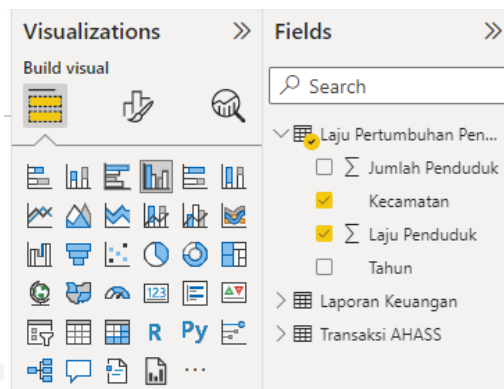 Visualizations
Fields
Build visual
Search
Laju Pertumbuhan Pen...
Σ Jumlah Penduduk
Kecamatan
Σ Laju Penduduk
Tahun
Laporan Keuangan
Transaksi AHASS
123
R Py
...